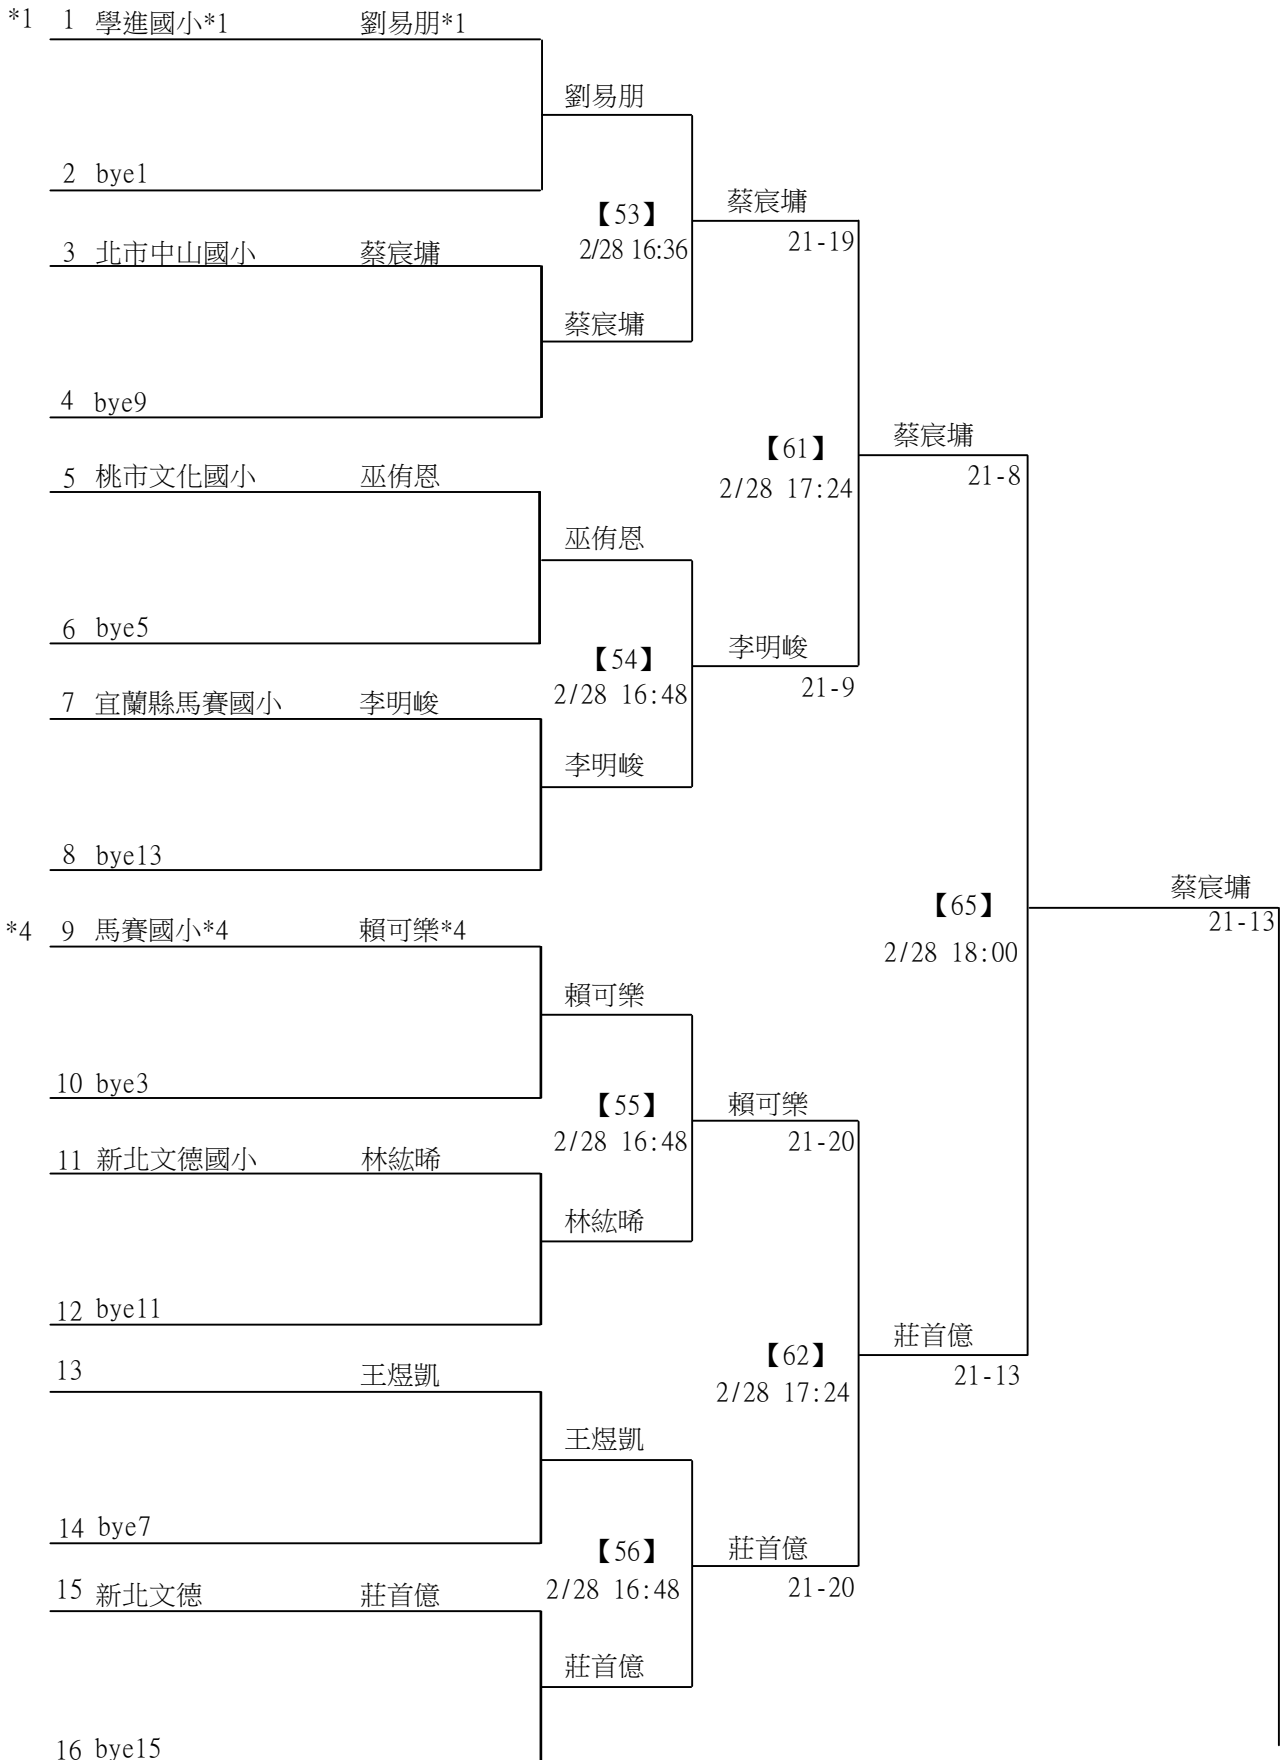 *1 1 學進國小*1 劉易朋*1
劉易朋
2 bye1
【53】
2/28 16:36
蔡宸墉
21-19
3 北市中山國小 蔡宸墉
蔡宸墉
4 bye9
【61】
2/28 17:24
蔡宸墉
21-8
5 桃市文化國小 巫侑恩
巫侑恩
6 bye5
【54】
2/28 16:48
李明峻
21-9
7 宜蘭縣馬賽國小 李明峻
李明峻
8 bye13
【65】
2/28 18:00
蔡宸墉
21-13
*4 9 馬賽國小*4 賴可樂*4
賴可樂
10 bye3
【55】
2/28 16:48
賴可樂
21-20
11 新北文德國小 林紘晞
林紘晞
12 bye11
【62】
2/28 17:24
莊首億
21-13
13 王煜凱
王煜凱
14 bye7
【56】
2/28 16:48
莊首億
21-20
15 新北文德 莊首億
莊首億
16 bye15